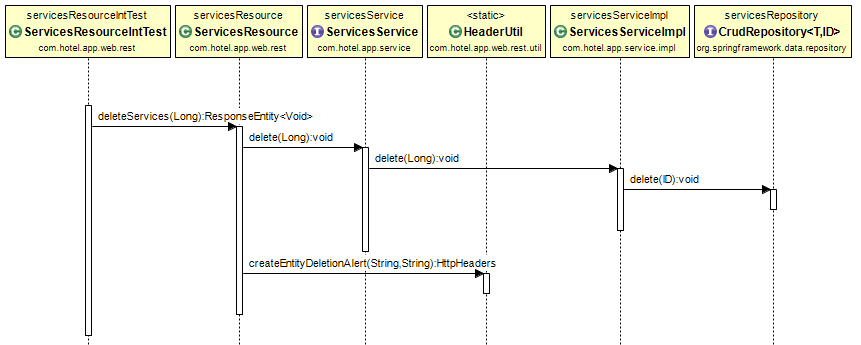 servicesResourceIntTest
C ServicesResourceIntTest
com.hotel.app.web.rest
servicesResource
C ServicesResource
com.hotel.app.web.rest
servicesService
I ServicesService
com.hotel.app.service
<static>
C HeaderUtil
com.hotel.app.web.rest.util
servicesServiceImpl
C ServicesServiceImpl
com.hotel.app.service.impl
servicesRepository
I CrudRepository<T,ID>
org.springframework.data.repository
deleteServices(Long):ResponseEntity<Void>
delete(Long):void
delete(Long):void
delete(ID):void
createEntityDeletionAlert(String,String):HttpHeaders